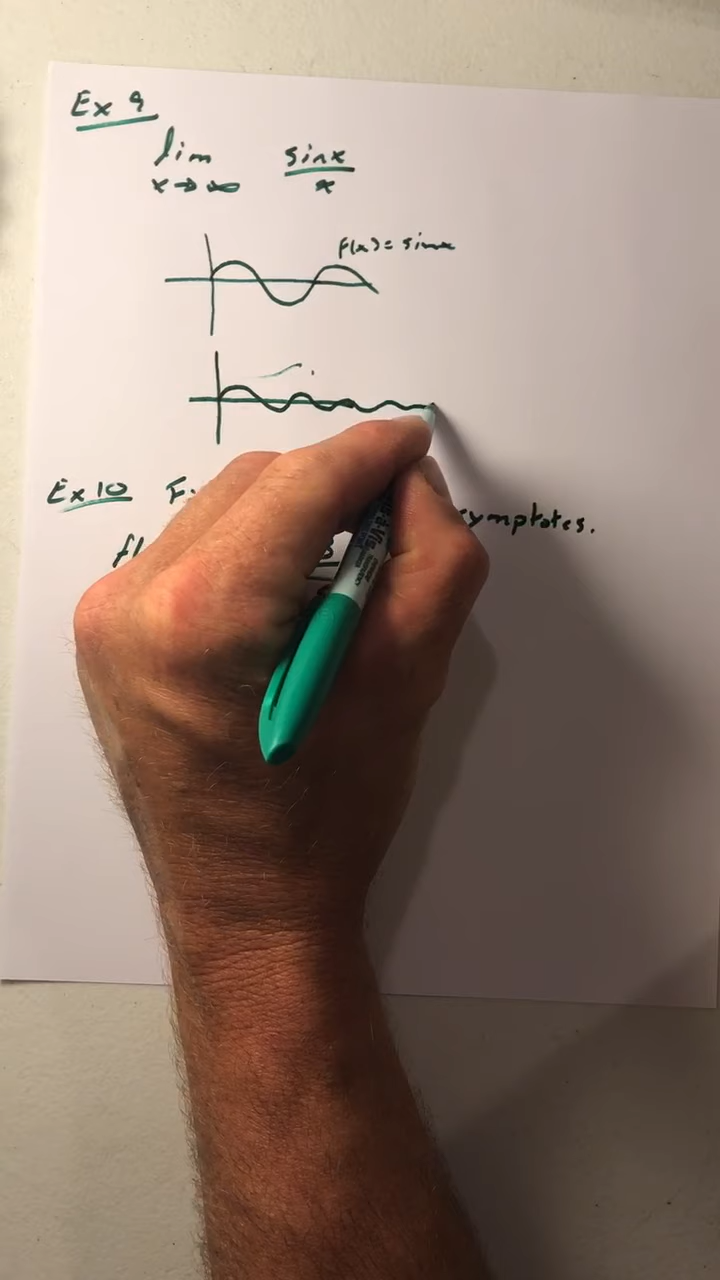 Ex 9
lim sinx/x
x→∞
f(x) = sinx
Ex 10 F
symptotes.
f(